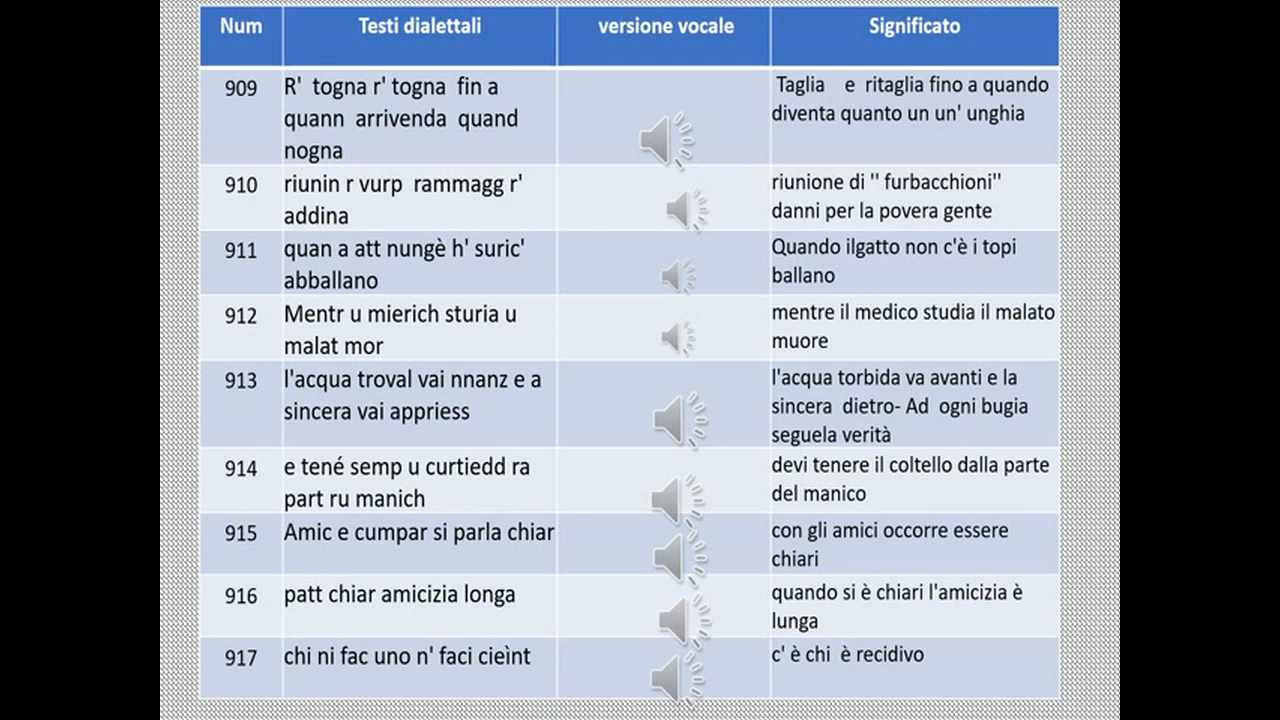 Num Testi dialettali versione vocale Significato
909 R' togna r' togna fin a quann arrivenda quand nogna Taglia e ritaglia fino a quando diventa quanto un un' unghia
910 riunin r vurp rammagg r' addina riunione di '' furbacchioni'' danni per la povera gente
911 quan a att nungè h' suric' abballano Quando ilgatto non c'è i topi ballano
912 Mentr u mierich sturia u malat mor mentre il medico studia il malato muore
913 l'acqua troval vai nnanz e a sincera vai appriess l'acqua torbida va avanti e la sincera dietro- Ad ogni bugia seguela verità
914 e tené semp u curtiedd ra part ru manich devi tenere il coltello dalla parte del manico
915 Amic e cumpar si parla chiar con gli amici occorre essere chiari
916 patt chiar amicizia longa quando si è chiari l'amicizia è lunga
917 chi ni fac uno n' faci cieìnt c' è chi è recidivo